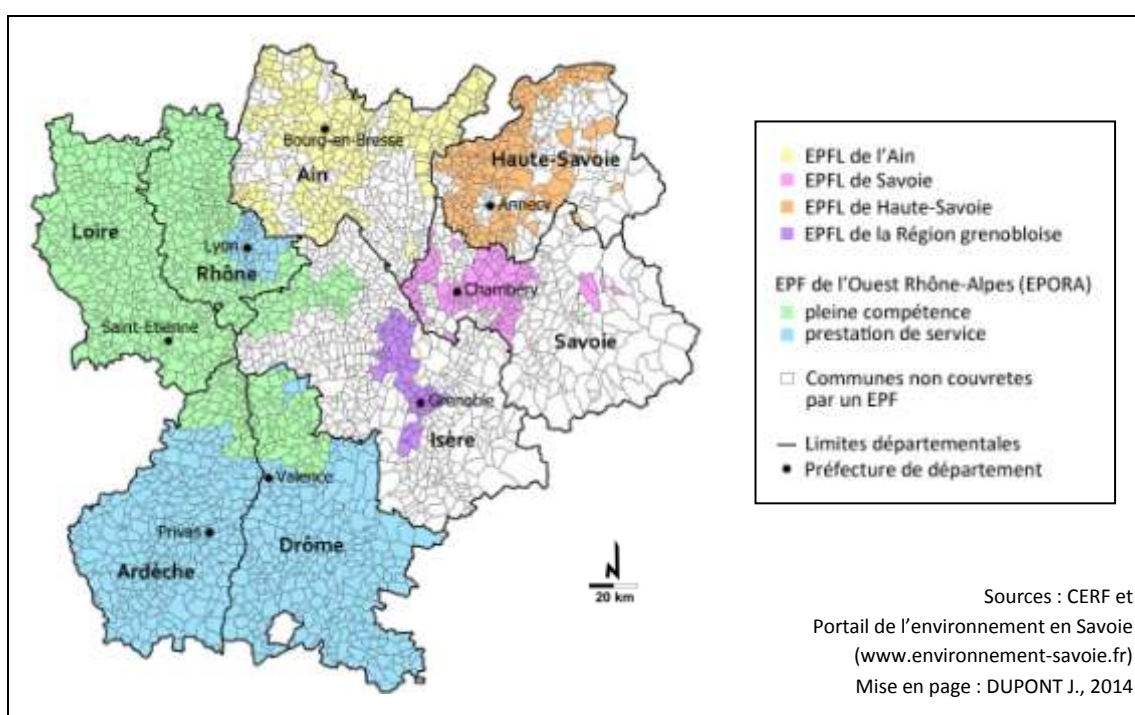 Bourg-en-Bresse
Ain
Haute-Savoie
Annecy
Loire
Lyon
Rhône
Chambéry
Saint-Etienne
Savoie
Grenoble
Isère
Valence
Privas
Drôme
Ardèche
N
20 km
EPFL de l'Ain
EPFL de Savoie
EPFL de Haute-Savoie
EPFL de la Région grenobloise
EPF de l'Ouest Rhône-Alpes (EPORA)
pleine compétence
prestation de service
Communes non couvretes
par un EPF
Limites départementales
Préfecture de département
Sources : CERF et
Portail de l'environnement en Savoie
(www.environnement-savoie.fr)
Mise en page : DUPONT J., 2014